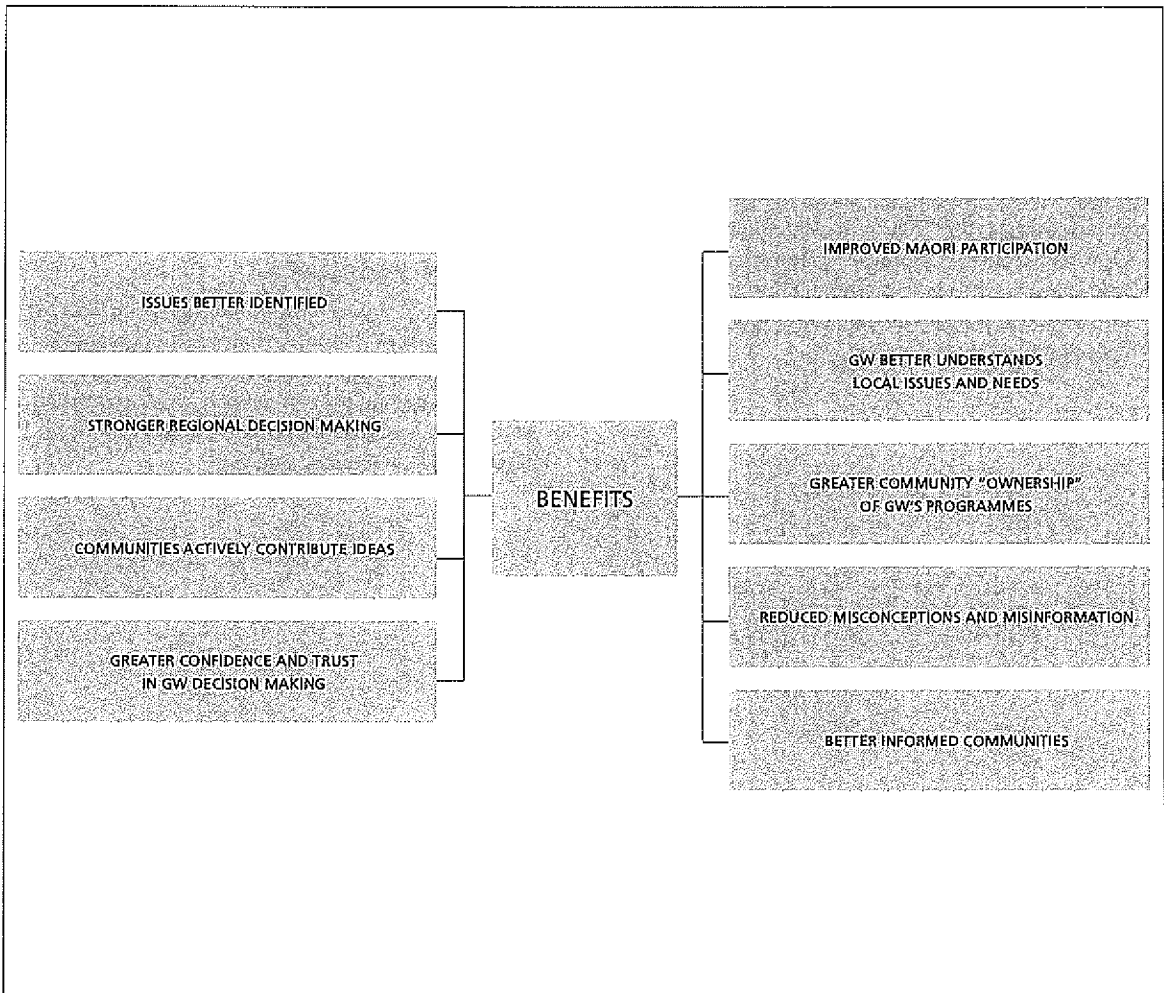 ISSUES BETTER IDENTIFIED
STRONGER REGIONAL DECISION MAKING
COMMUNITIES ACTIVELY CONTRIBUTE IDEAS
GREATER CONFIDENCE AND TRUST
IN GW DECISION MAKING
BENEFITS
IMPROVED MAORI PARTICIPATION
GW BETTER UNDERSTANDS
LOCAL ISSUES AND NEEDS
GREATER COMMUNITY "OWNERSHIP"
OF GW'S PROGRAMMES
REDUCED MISCONCEPTIONS AND MISINFORMATION
BETTER INFORMED COMMUNITIES